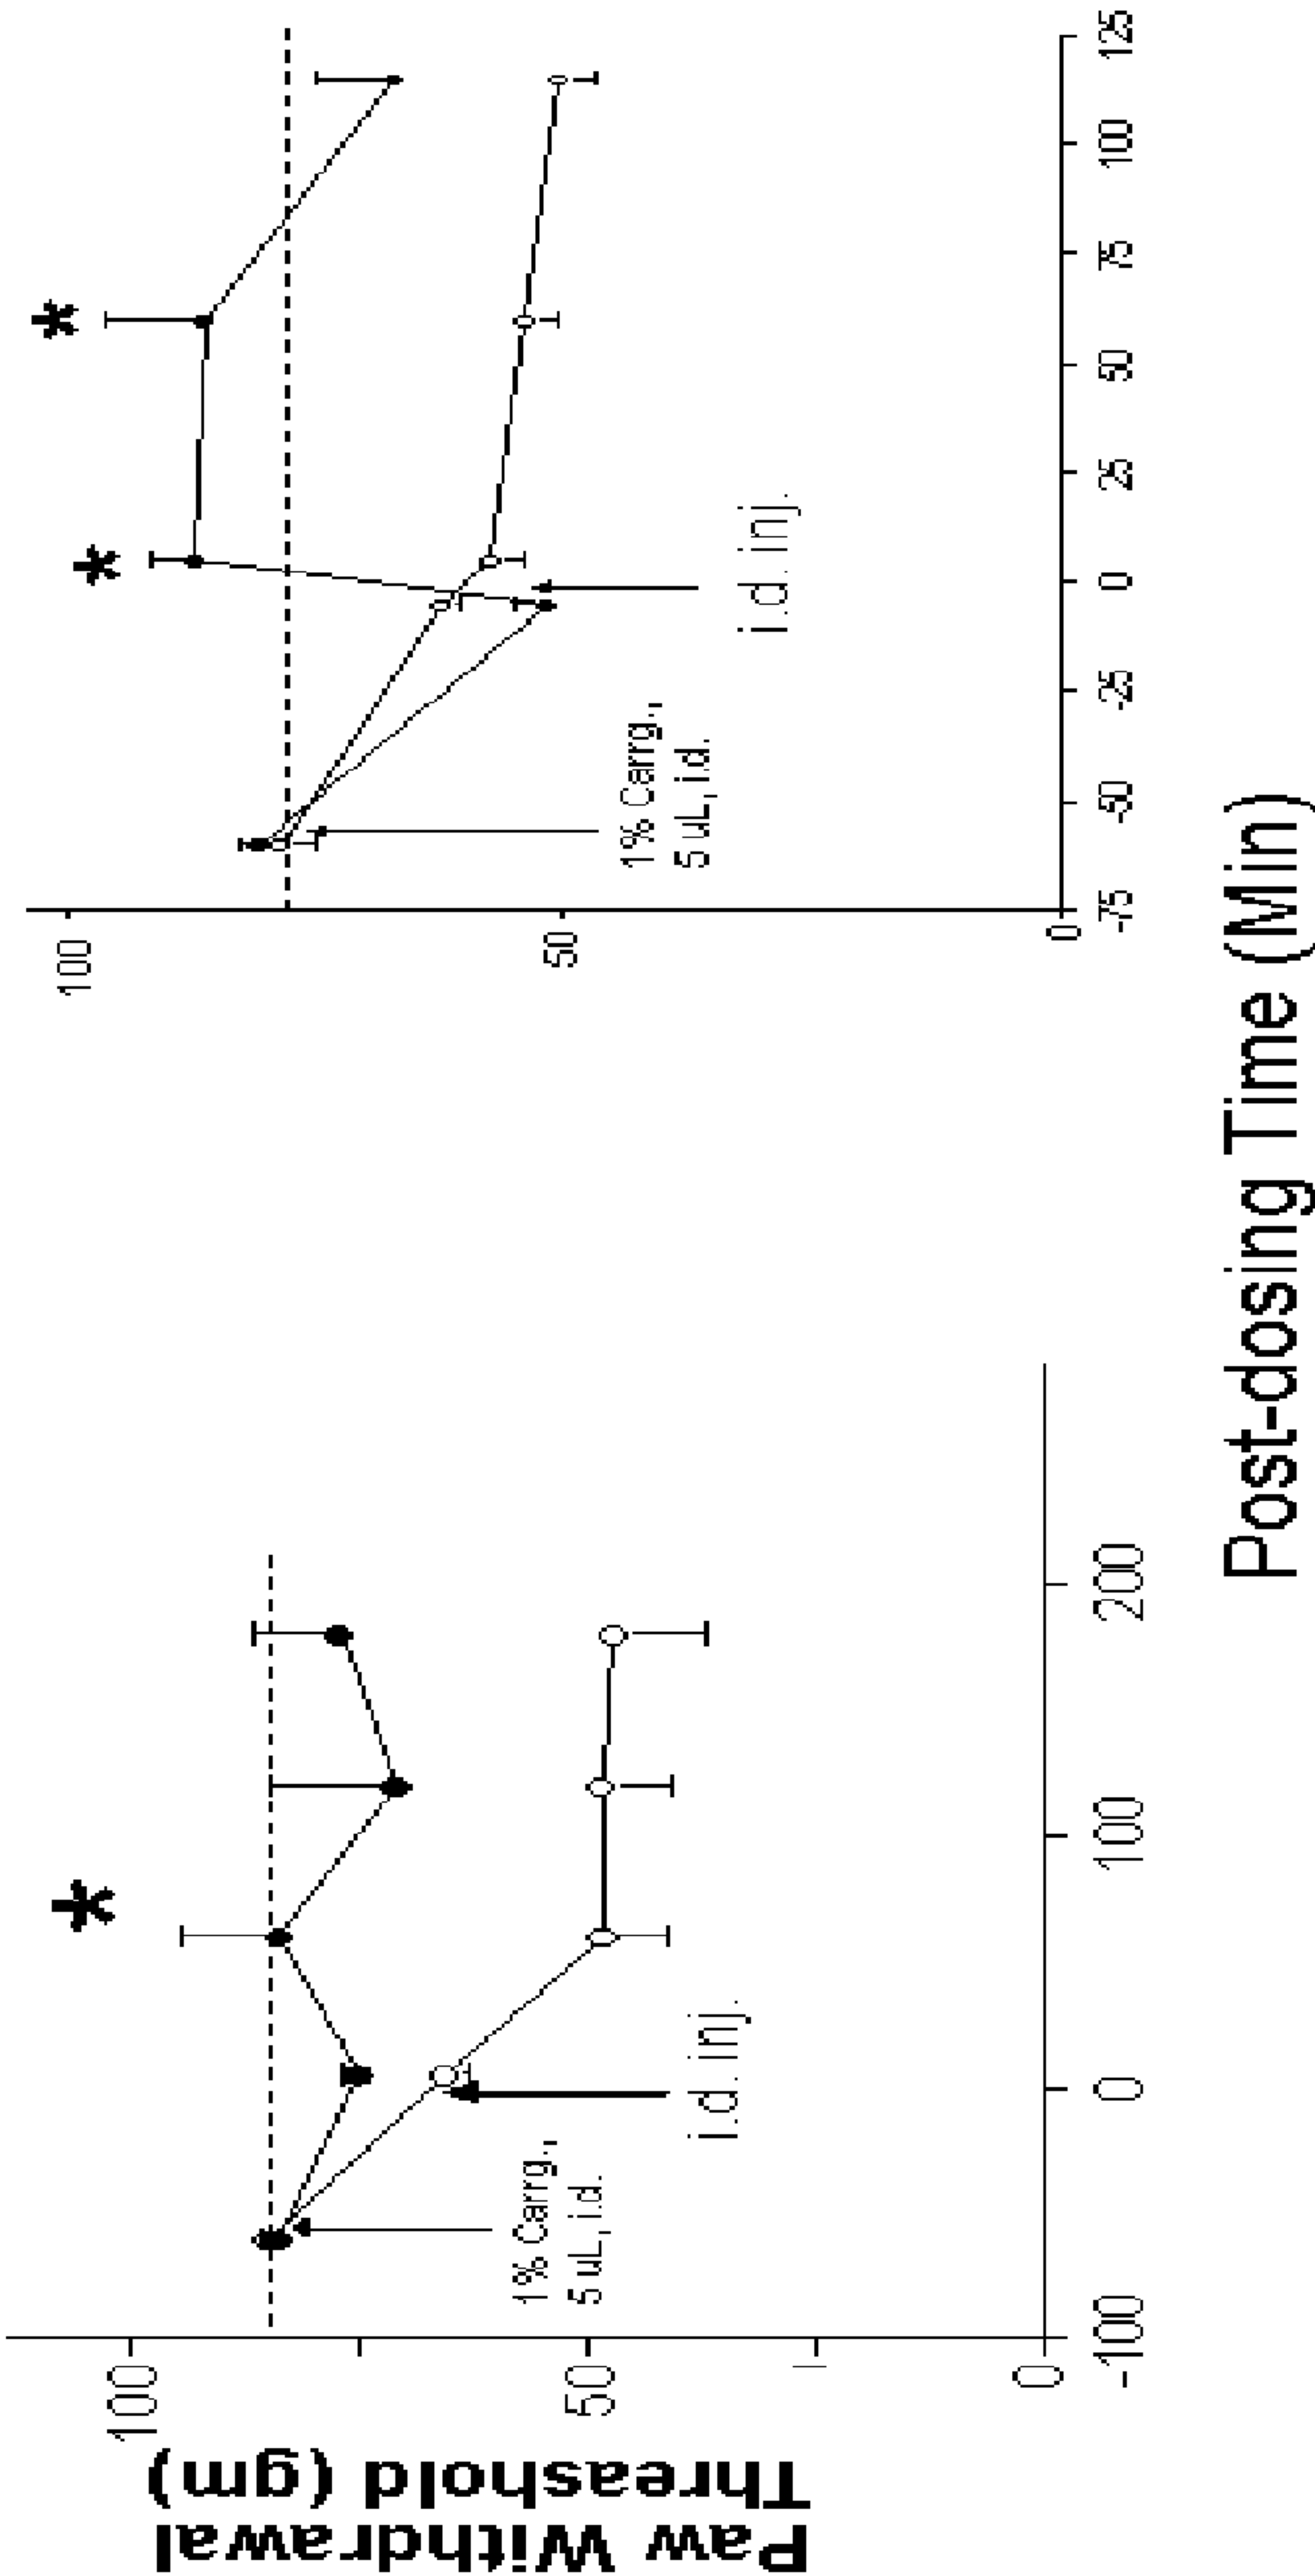 Paw Withdrawal
Threashold (gm)
100
50
0
1% Carrg.,
5 uL, i.d.
i.d. inj.
*
-100
0
100
200
100
50
0
1% Carrg.,
5 uL, i.d.
i.d. inj.
*
*
-75
-50
-25
0
25
50
75
100
125
Post-dosing Time (Min)